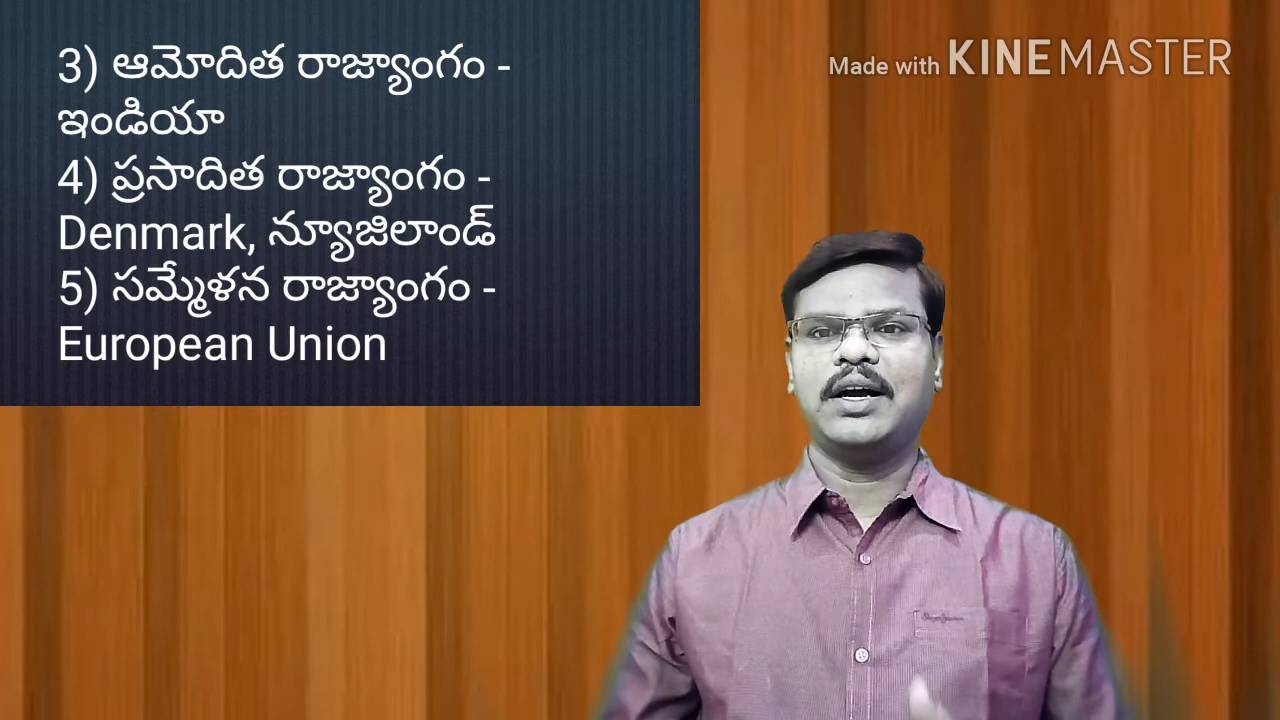 3) ఆమోదిత రాజ్యాంగం -
ఇండియా
4) ప్రసాదిత రాజ్యాంగం -
Denmark, న్యూజిలాండ్
5) సమ్మేళన రాజ్యాంగం -
European Union
Made with KINEMASTER